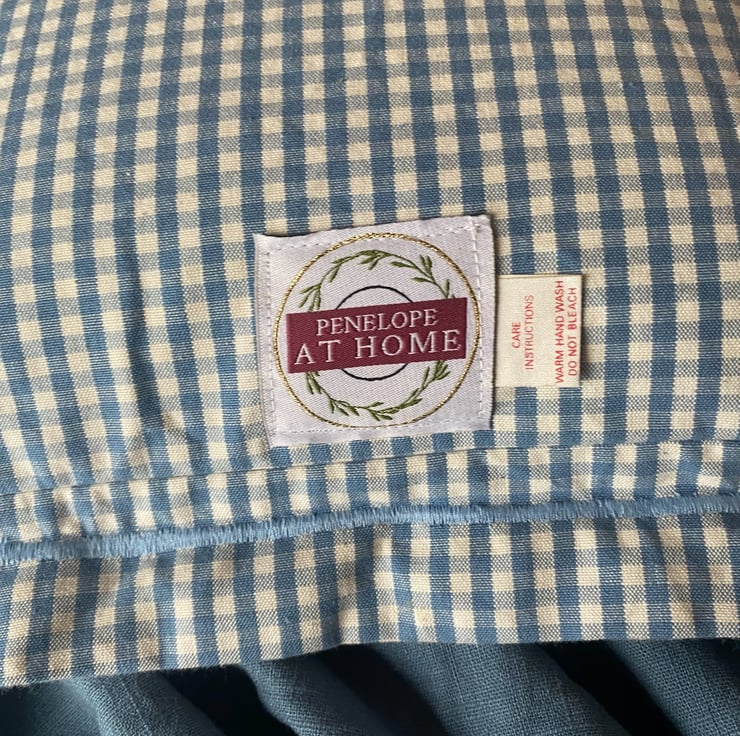 PENELOPE
AT HOME
CARE
INSTRUCTIONS
WARM HAND WASH
DO NOT BLEACH